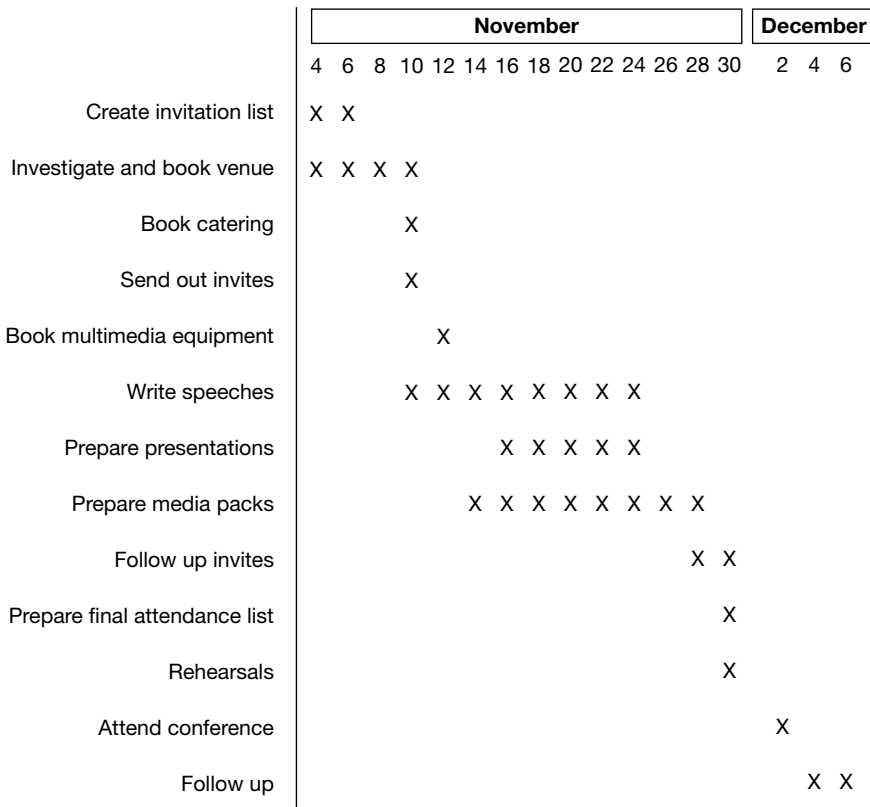 November December
4 6 8 10 12 14 16 18 20 22 24 26 28 30 2 4 6
Create invitation list X X
Investigate and book venue X X X X
Book catering X
Send out invites X
Book multimedia equipment X
Write speeches X X X X X X X X
Prepare presentations X X X X X
Prepare media packs X X X X X X X X
Follow up invites X X
Prepare final attendance list X
Rehearsals X
Attend conference X
Follow up X X